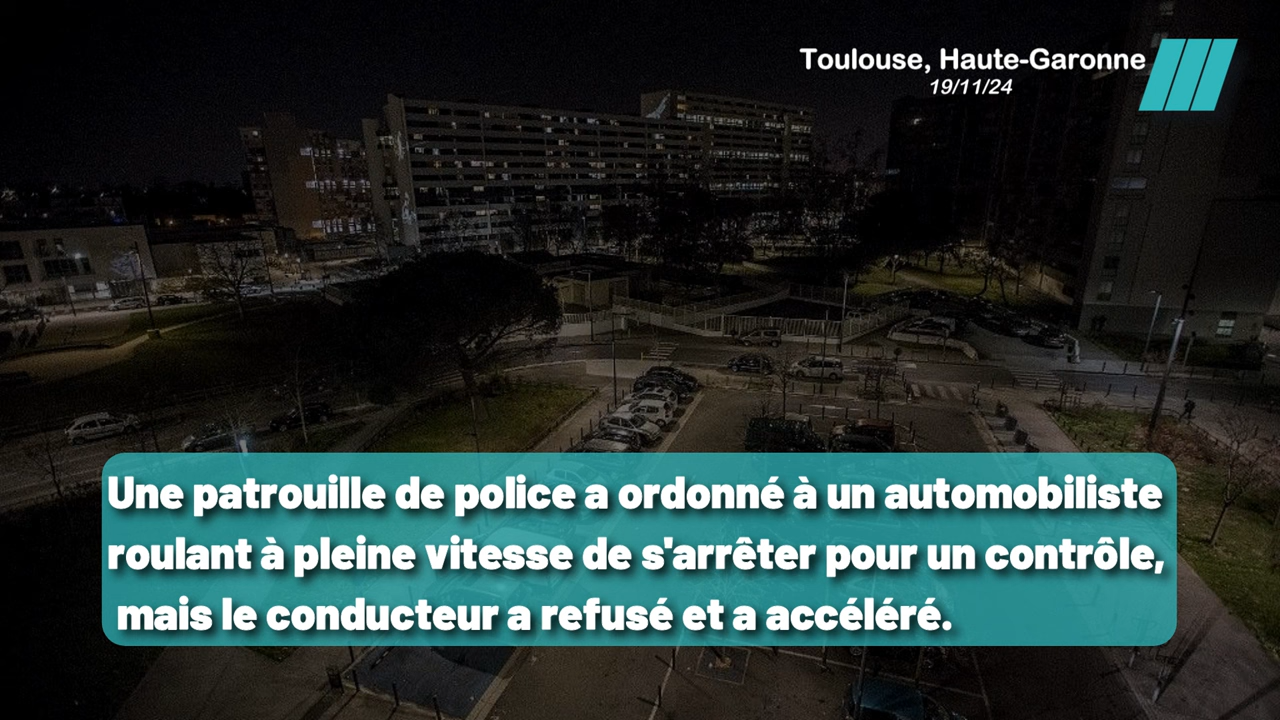 Toulouse, Haute-Garonne
19/11/24
Une patrouille de police a ordonné à un automobiliste
roulant à pleine vitesse de s'arrêter pour un contrôle,
mais le conducteur a refusé et a accéléré.